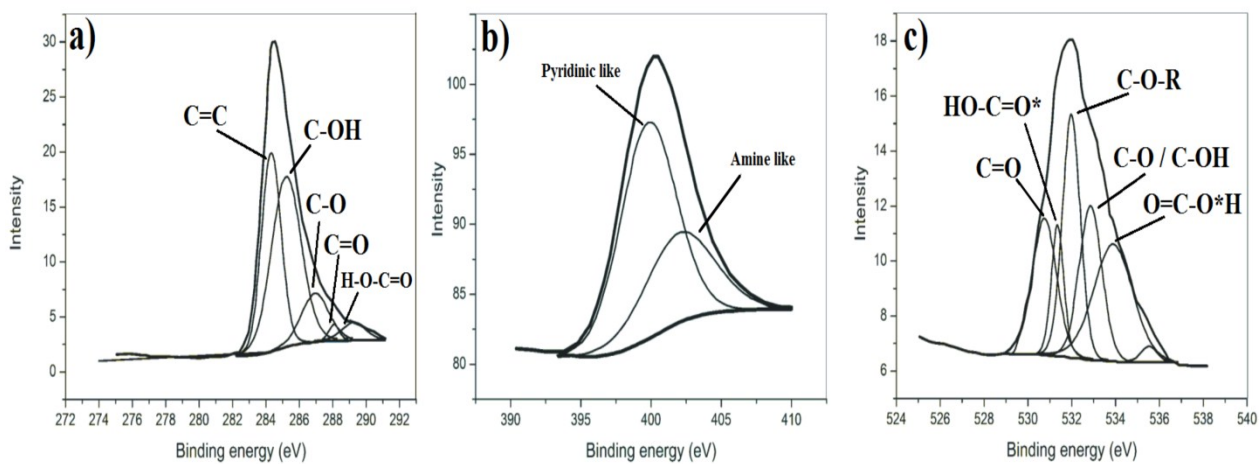 a)
30
25
20
15
10
5
0
Intensity
C=C
C-OH
C-O
C=O
H-O-C=O
272 274 276 278 280 282 284 286 288 290 292
Binding energy (eV)
b)
100
95
90
85
80
Intensity
Pyridinic like
Amine like
390 395 400 405 410
Binding energy (eV)
c)
18
16
14
12
10
8
6
Intensity
C-O-R
HO-C=O*
C=O
C-O / C-OH
O=C-O*H
524 526 528 530 532 534 536 538 540
Binding energy (eV)